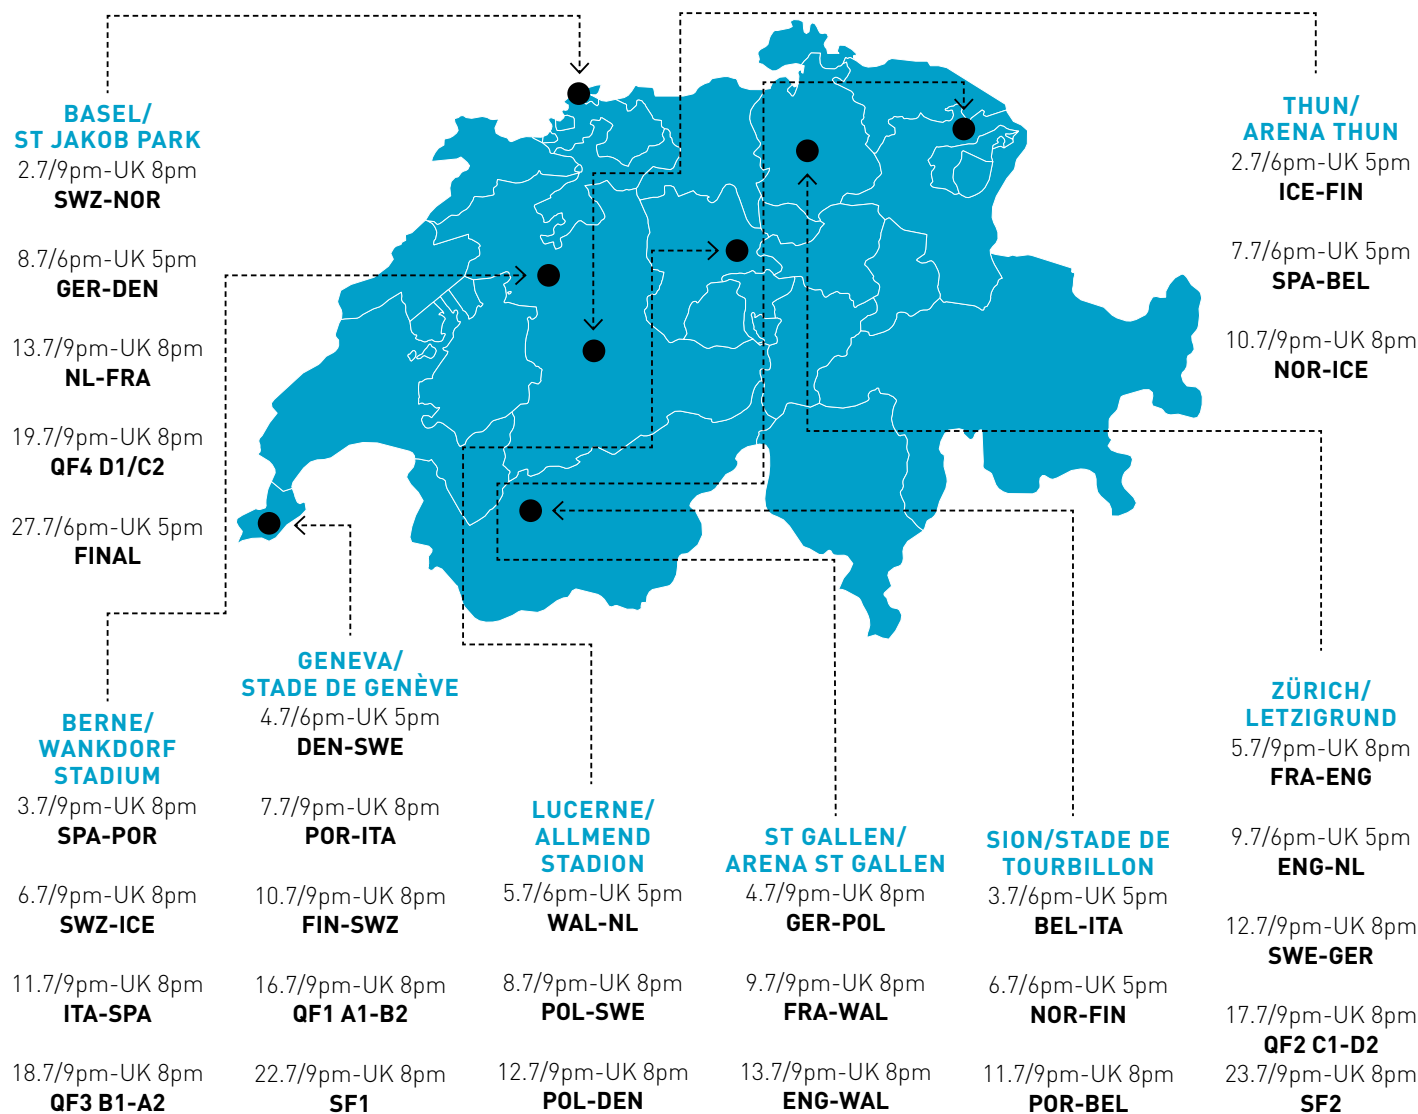 BASEL/
ST JAKOB PARK
2.7/9pm-UK 8pm
SWZ-NOR
8.7/6pm-UK 5pm
GER-DEN
13.7/9pm-UK 8pm
NL-FRA
19.7/9pm-UK 8pm
QF4 D1/C2
27.7/6pm-UK 5pm
FINAL
THUN/
ARENA THUN
2.7/6pm-UK 5pm
ICE-FIN
7.7/6pm-UK 5pm
SPA-BEL
10.7/9pm-UK 8pm
NOR-ICE
BERNE/
WANKDORF
STADIUM
3.7/9pm-UK 8pm
SPA-POR
6.7/9pm-UK 8pm
SWZ-ICE
11.7/9pm-UK 8pm
ITA-SPA
18.7/9pm-UK 8pm
QF3 B1-A2
GENEVA/
STADE DE GENÈVE
4.7/6pm-UK 5pm
DEN-SWE
7.7/9pm-UK 8pm
POR-ITA
10.7/9pm-UK 8pm
FIN-SWZ
16.7/9pm-UK 8pm
QF1 A1-B2
22.7/9pm-UK 8pm
SF1
LUCERNE/
ALLMEND
STADION
5.7/6pm-UK 5pm
WAL-NL
8.7/9pm-UK 8pm
POL-SWE
12.7/9pm-UK 8pm
POL-DEN
ST GALLEN/
ARENA ST GALLEN
4.7/9pm-UK 8pm
GER-POL
9.7/9pm-UK 8pm
FRA-WAL
13.7/9pm-UK 8pm
ENG-WAL
SION/STADE DE
TOURBILLON
3.7/6pm-UK 5pm
BEL-ITA
6.7/6pm-UK 5pm
NOR-FIN
11.7/9pm-UK 8pm
POR-BEL
ZÜRICH/
LETZIGRUND
5.7/9pm-UK 8pm
FRA-ENG
9.7/6pm-UK 5pm
ENG-NL
12.7/9pm-UK 8pm
SWE-GER
17.7/9pm-UK 8pm
QF2 C1-D2
23.7/9pm-UK 8pm
SF2